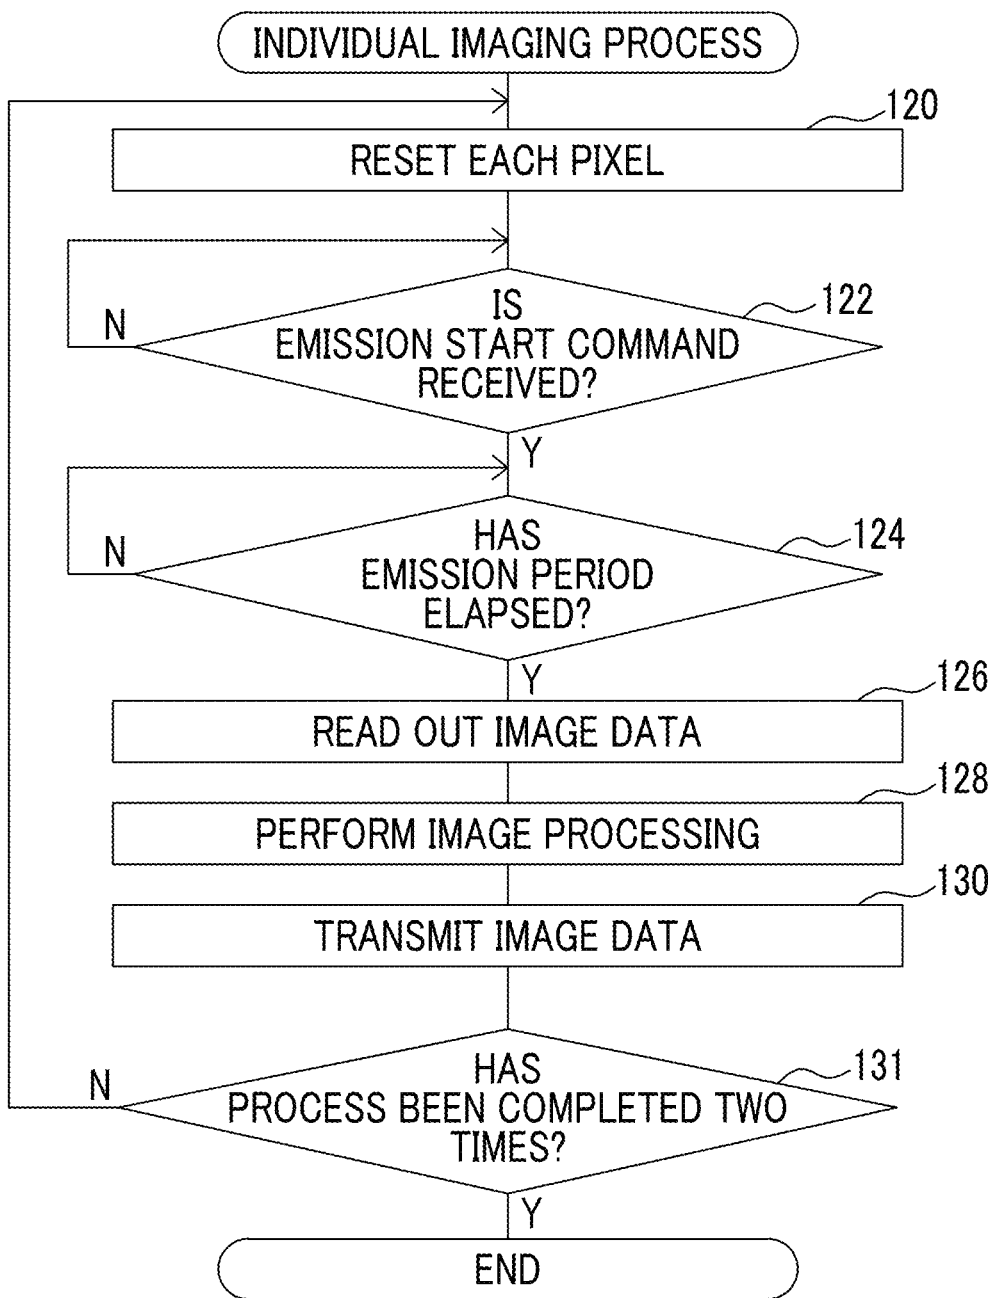 INDIVIDUAL IMAGING PROCESS
120
RESET EACH PIXEL
122
IS
EMISSION START COMMAND
RECEIVED?
N
Y
124
HAS
EMISSION PERIOD
ELAPSED?
N
Y
126
READ OUT IMAGE DATA
128
PERFORM IMAGE PROCESSING
130
TRANSMIT IMAGE DATA
131
HAS
PROCESS BEEN COMPLETED TWO
TIMES?
N
Y
END